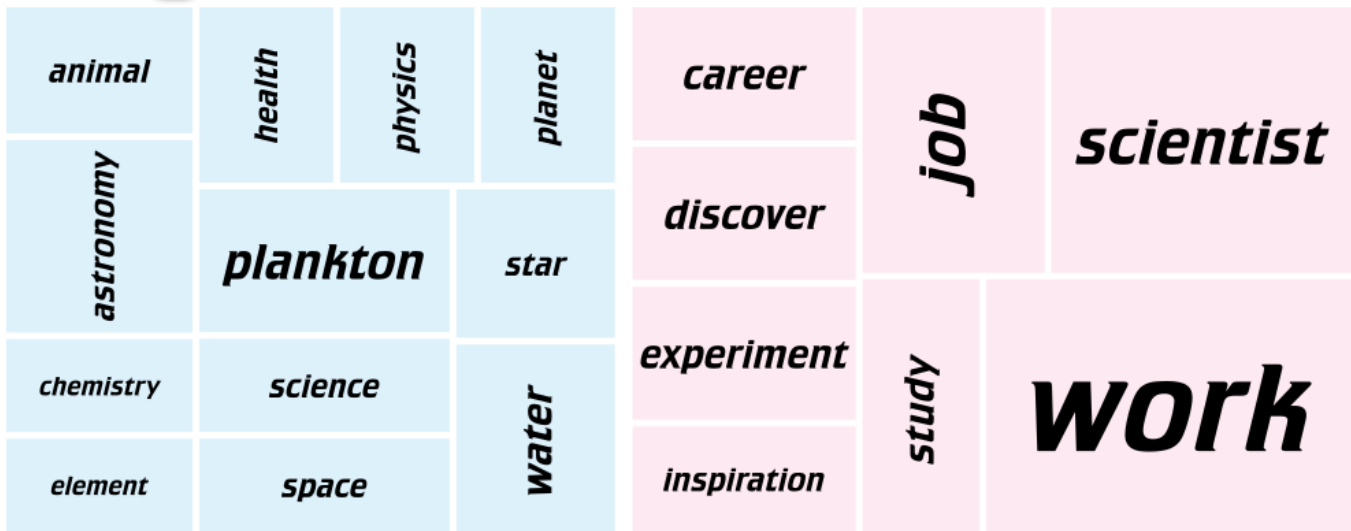 animal
health
physics
planet
astronomy
plankton
star
chemistry
science
water
element
space
career
job
scientist
discover
experiment
study
work
inspiration